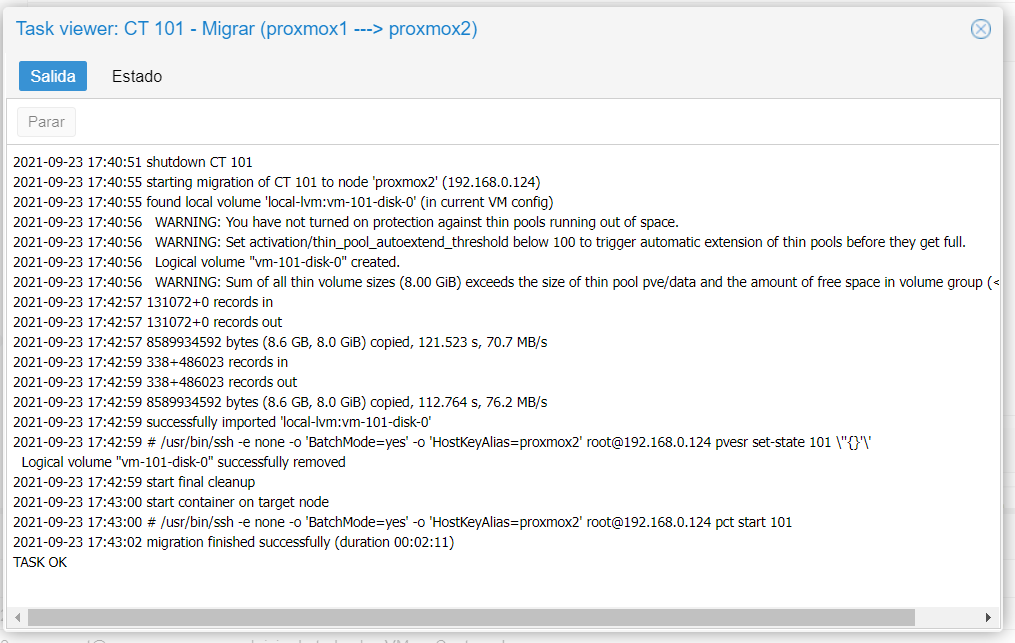 Task viewer: CT 101 - Migrar (proxmox1 ---> proxmox2)
Salida Estado
Parar
2021-09-23 17:40:51 shutdown CT 101
2021-09-23 17:40:55 starting migration of CT 101 to node 'proxmox2' (192.168.0.124)
2021-09-23 17:40:55 found local volume 'local-lvm:vm-101-disk-0' (in current VM config)
2021-09-23 17:40:56   WARNING: You have not turned on protection against thin pools running out of space.
2021-09-23 17:40:56   WARNING: Set activation/thin_pool_autoextend_threshold below 100 to trigger automatic extension of thin pools before they get full.
2021-09-23 17:40:56   Logical volume "vm-101-disk-0" created.
2021-09-23 17:40:56   WARNING: Sum of all thin volume sizes (8.00 GiB) exceeds the size of thin pool pve/data and the amount of free space in volume group (<
2021-09-23 17:42:57 131072+0 records in
2021-09-23 17:42:57 131072+0 records out
2021-09-23 17:42:57 8589934592 bytes (8.6 GB, 8.0 GiB) copied, 121.523 s, 70.7 MB/s
2021-09-23 17:42:59 338+486023 records in
2021-09-23 17:42:59 338+486023 records out
2021-09-23 17:42:59 8589934592 bytes (8.6 GB, 8.0 GiB) copied, 112.764 s, 76.2 MB/s
2021-09-23 17:42:59 successfully imported 'local-lvm:vm-101-disk-0'
2021-09-23 17:42:59 # /usr/bin/ssh -e none -o 'BatchMode=yes' -o 'HostKeyAlias=proxmox2' root@192.168.0.124 pvesr set-state 101 \''{}'\'
  Logical volume "vm-101-disk-0" successfully removed
2021-09-23 17:42:59 start final cleanup
2021-09-23 17:43:00 start container on target node
2021-09-23 17:43:00 # /usr/bin/ssh -e none -o 'BatchMode=yes' -o 'HostKeyAlias=proxmox2' root@192.168.0.124 pct start 101
2021-09-23 17:43:02 migration finished successfully (duration 00:02:11)
TASK OK